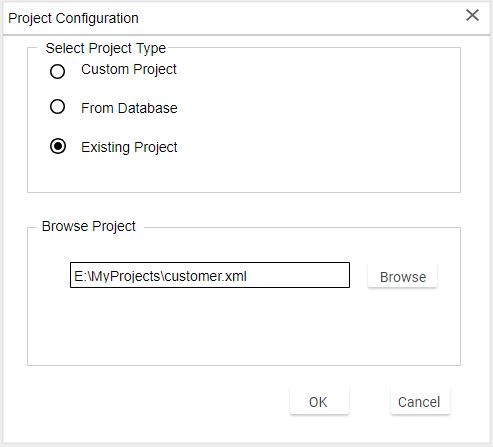 Project Configuration
Select Project Type
Custom Project
From Database
Existing Project
Browse Project
E:\MyProjects\customer.xml
Browse
OK
Cancel